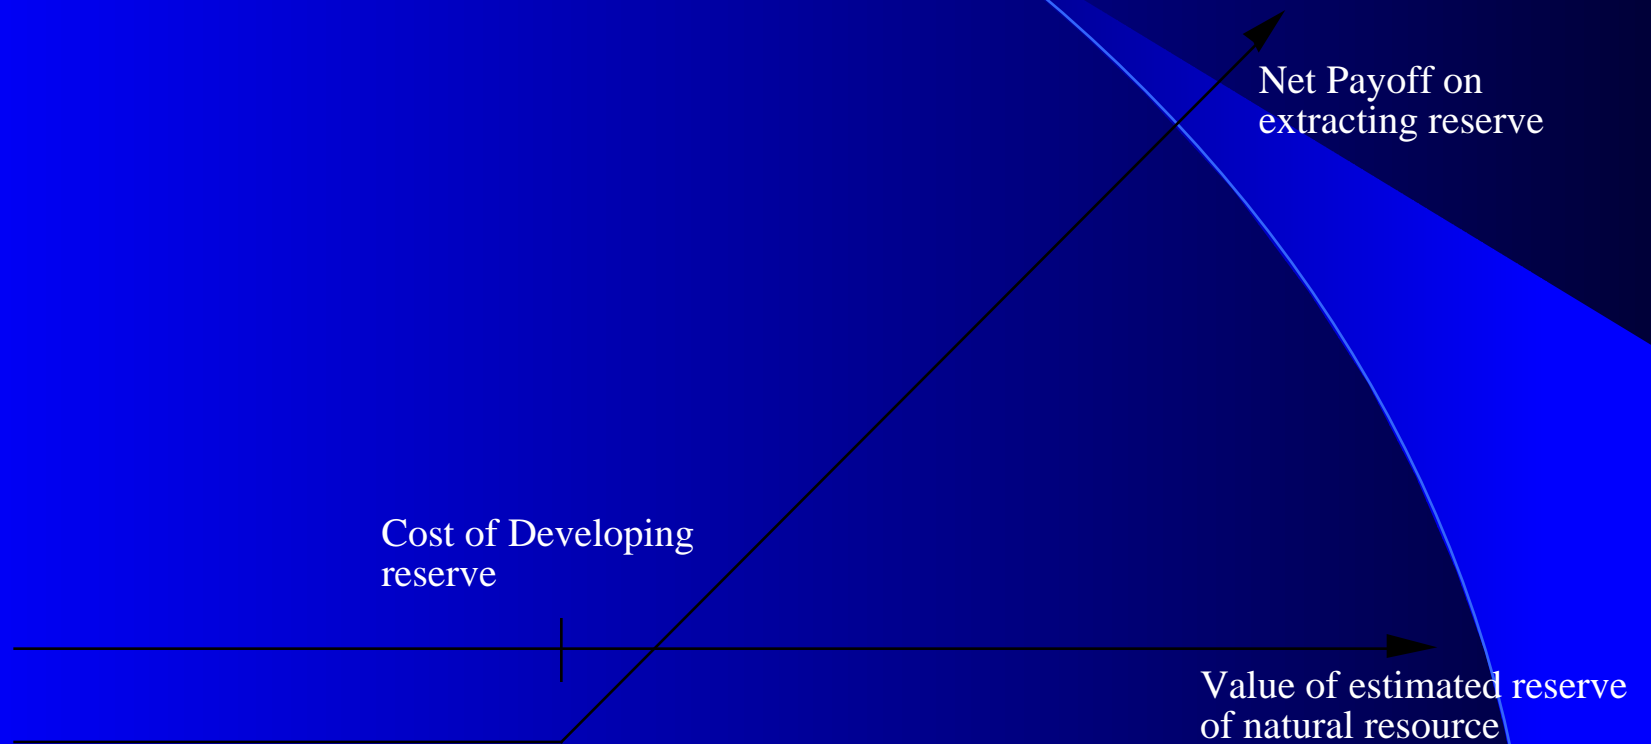 Net Payoff on
extracting reserve
Cost of Developing
reserve
Value of estimated reserve
of natural resource